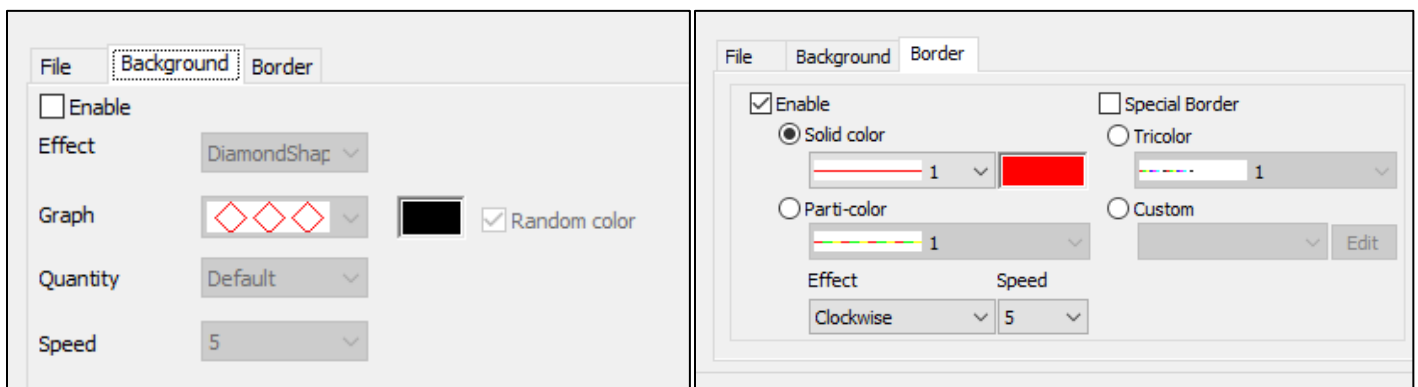 File Background Border
Enable
Effect DiamondShap
Graph Random color
Quantity Default
Speed 5
File Background Border
Enable Special Border
Solid color Tricolor
1 1
Parti-color Custom
1 Edit
Effect Speed
Clockwise 5